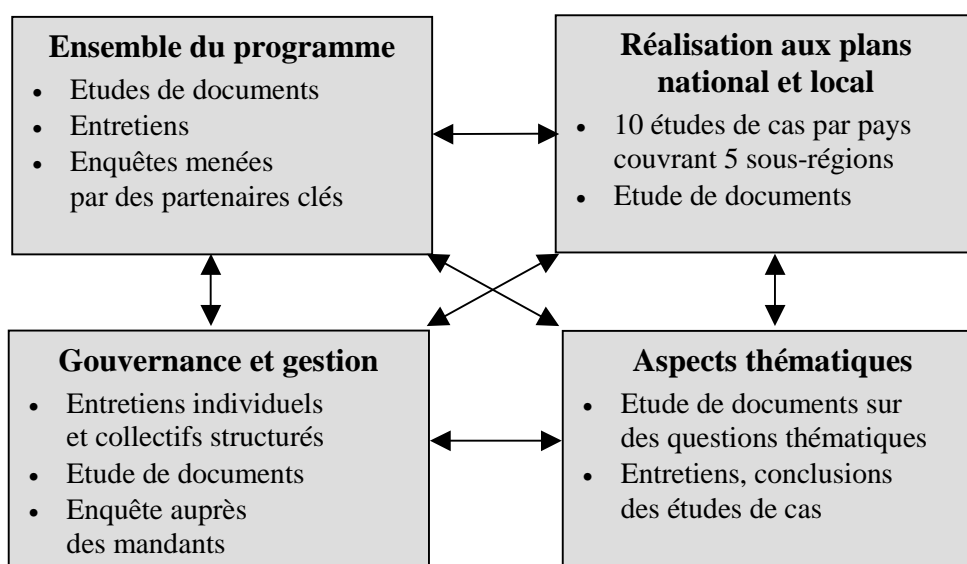 Ensemble du programme
• Etudes de documents
• Entretiens
• Enquêtes menées
par des partenaires clés
Réalisation aux plans
national et local
• 10 études de cas par pays
couvrant 5 sous-régions
• Etude de documents
Gouvernance et gestion
• Entretiens individuels
et collectifs structurés
• Etude de documents
• Enquête auprès
des mandants
Aspects thématiques
• Etude de documents sur
des questions thématiques
• Entretiens, conclusions
des études de cas